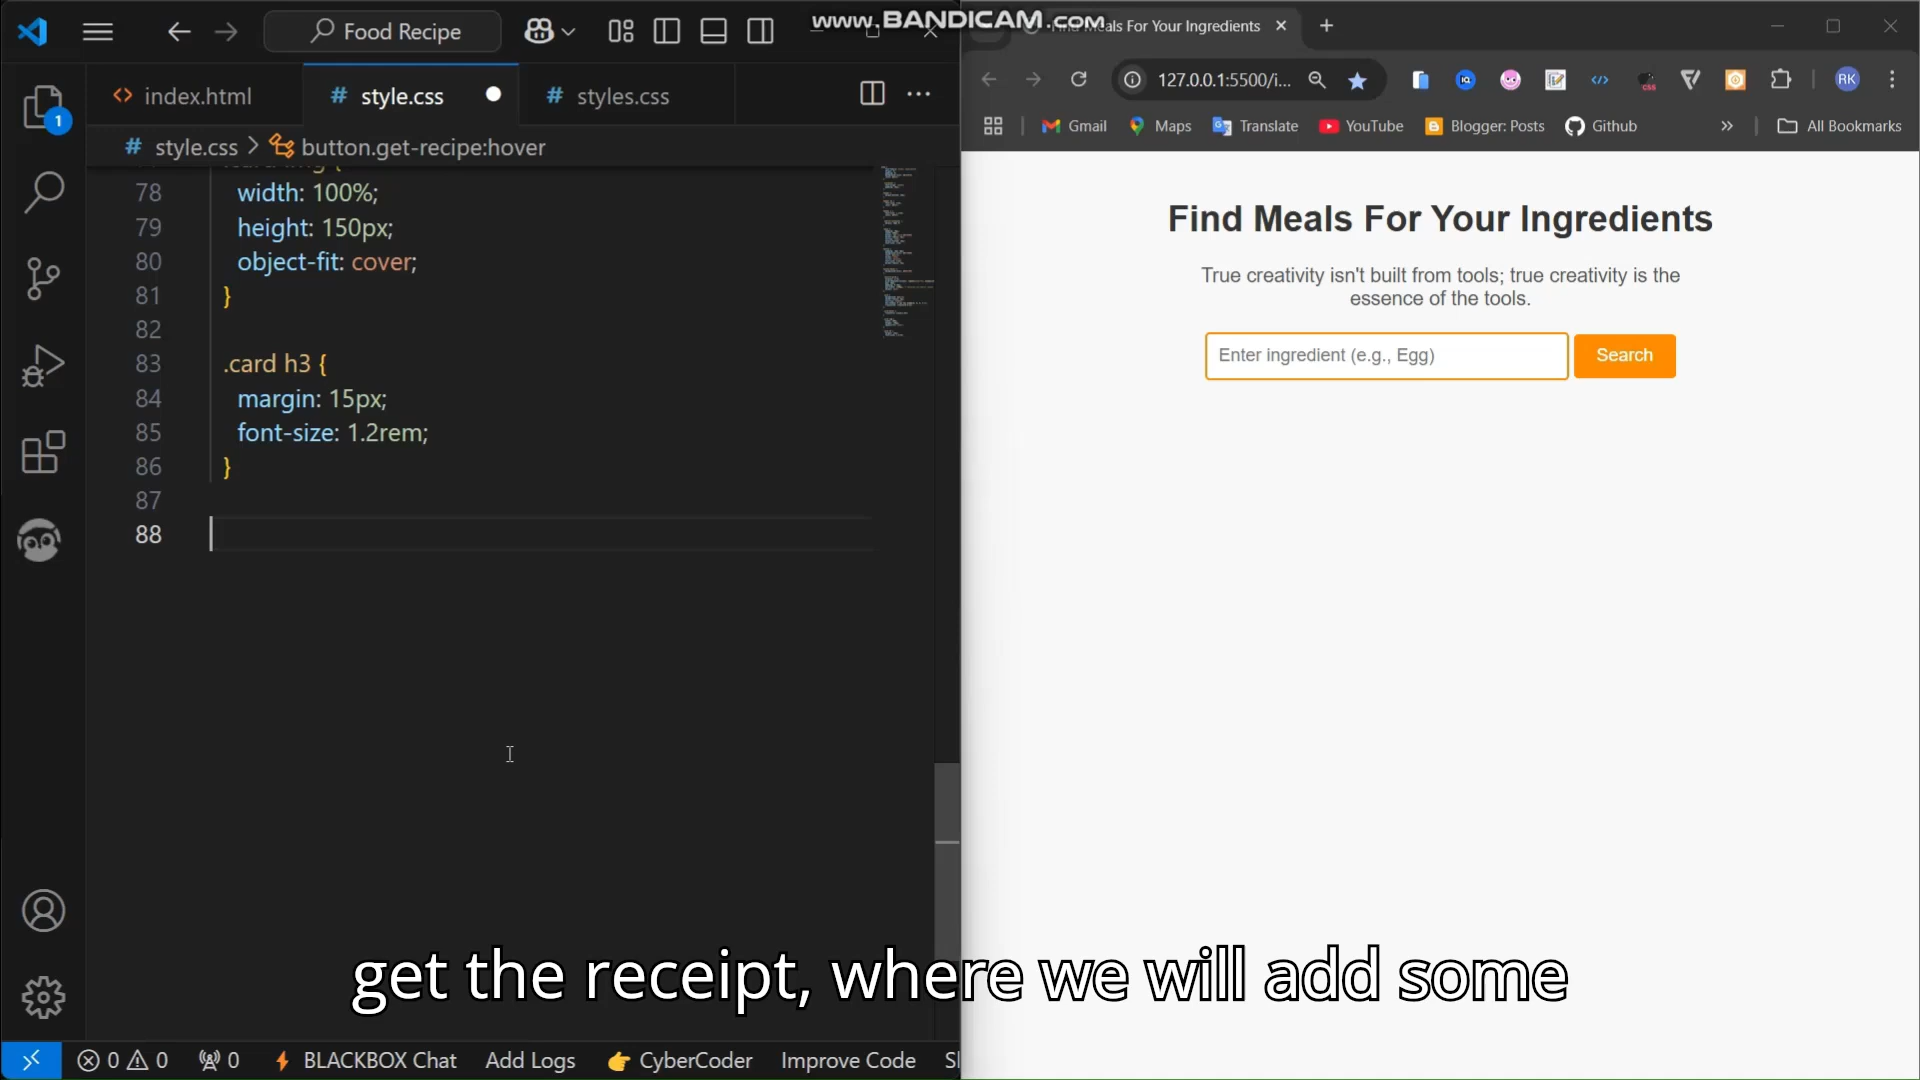 Food Recipe
www.BANDICAM.com
index.html
style.css
styles.css
style.css > button.get-recipe:hover
78 width: 100%;
79 height: 150px;
80 object-fit: cover;
81 }
82
83 .card h3 {
84 margin: 15px;
85 font-size: 1.2rem;
86 }
87
88
1
0 0 0 BLACKBOX Chat Add Logs CyberCoder Improve Code
Meals For Your Ingredients
127.0.0.1:5500/i...
RK
Gmail Maps Translate YouTube Blogger: Posts Github » All Bookmarks
Find Meals For Your Ingredients
True creativity isn't built from tools; true creativity is the
essence of the tools.
Enter ingredient (e.g., Egg)
Search
get the receipt, where we will add some